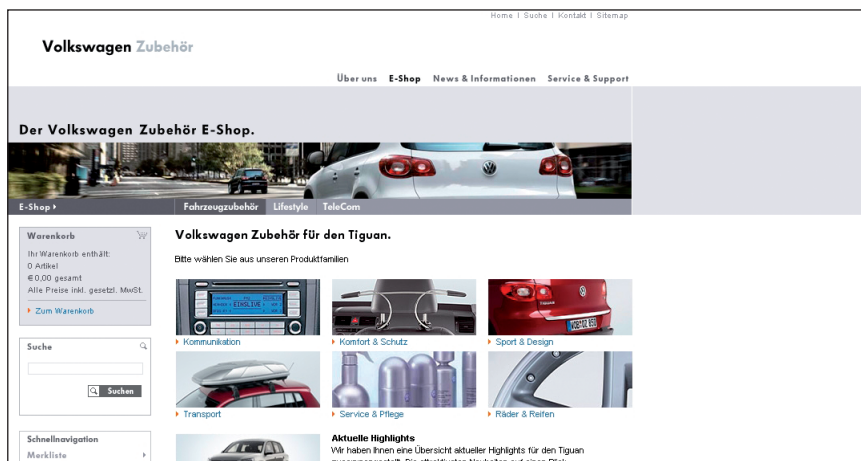 Home | Suche | Kontakt | Sitemap
Volkswagen Zubehör
Über uns E-Shop News & Informationen Service & Support
Der Volkswagen Zubehör E-Shop.
E-Shop
Fahrzeugzubehör Lifestyle TeleCom
Warenkorb
Ihr Warenkorb enthält:
0 Artikel
€ 0,00 gesamt
Alle Preise inkl. gesetzl. MwSt.
Zum Warenkorb
Suche
Suchen
Schnellnavigation
Merkliste
Volkswagen Zubehör für den Tiguan.
Bitte wählen Sie aus unseren Produktfamilien
EINSLIVE
Kommunikation
Komfort & Schutz
Sport & Design
Transport
Service & Pflege
Räder & Reifen
Aktuelle Highlights
Wir haben Ihnen eine Übersicht aktueller Highlights für den Tiguan